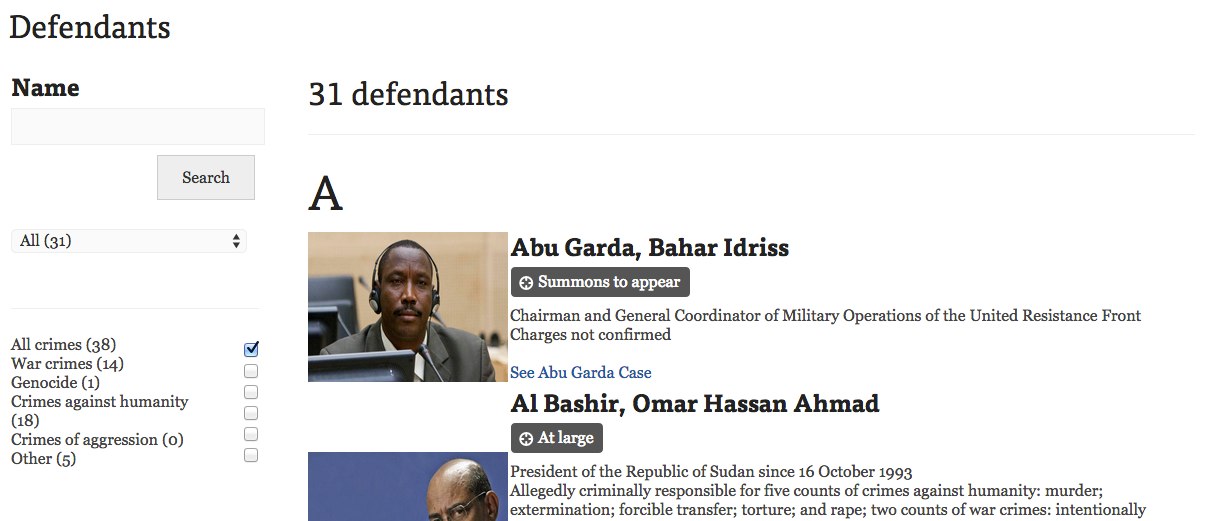 Defendants
Name
Search
All (31)
All crimes (38)
War crimes (14)
Genocide (1)
Crimes against humanity
(18)
Crimes of aggression (0)
Other (5)
31 defendants
A
Abu Garda, Bahar Idriss
Summons to appear
Chairman and General Coordinator of Military Operations of the United Resistance Front
Charges not confirmed
See Abu Garda Case
Al Bashir, Omar Hassan Ahmad
At large
President of the Republic of Sudan since 16 October 1993
Allegedly criminally responsible for five counts of crimes against humanity: murder;
extermination; forcible transfer; torture; and rape; two counts of war crimes: intentionally